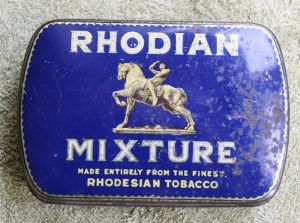 RHODIAN
MIXTURE
MADE ENTIRELY FROM THE FINEST.
RHODESIAN TOBACCO